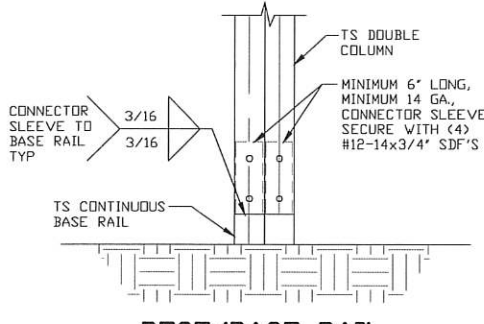 TS DOUBLE
COLUMN
MINIMUM 6" LONG,
MINIMUM 14 GA.,
CONNECTOR SLEEVE
SECURE WITH (4)
#12-14x3/4" SDF'S
CONNECTOR
SLEEVE TO
BASE RAIL
TYP
3/16
3/16
TS CONTINUOUS
BASE RAIL